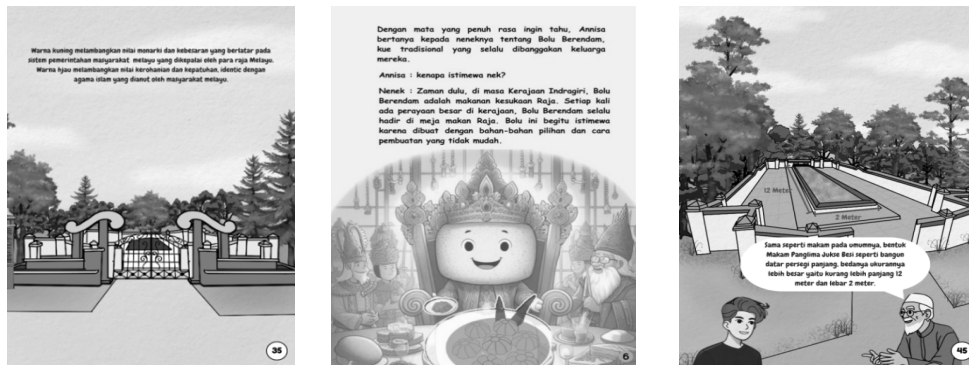 Warna kuning melambangkan nilai monarki dan kebesaran yang berlatar pada
sistem pemerintahan masyarakat melayu yang dikepalai oleh para raja Melayu.
Warna hjau melambangkan nilai kerohanian dan kepatuhan, identic dengan
agama islam yang dianut oleh masyarakat melayu.
35
Dengan mata yang penuh rasa ingin tahu, Annisa
bertanya kepada neneknya tentang Bolu Berendam,
kue tradisional yang selalu dibanggakan keluarga
mereka.
Annisa : kenapa istimewa nek?
Nenek : Zaman dulu, di masa Kerajaan Indragiri, Bolu
Berendam adalah makanan kesukaan Raja. Setiap kali
ada perayaan besar di kerajaan, Bolu Berendam selalu
hadir di meja makan Raja. Bolu ini begitu istimewa
karena dibuat dengan bahan-bahan pilihan dan cara
pembuatan yang tidak mudah.
6
12 Meter
2 Meter
Sama seperti makam pada umumnya, bentuk
Makam Panglima Jukse Besi seperti bangun
datar persegi panjang, bedanya ukurannya
lebih besar yaitu kurang lebih panjang 12
meter dan lebar 2 meter.
45